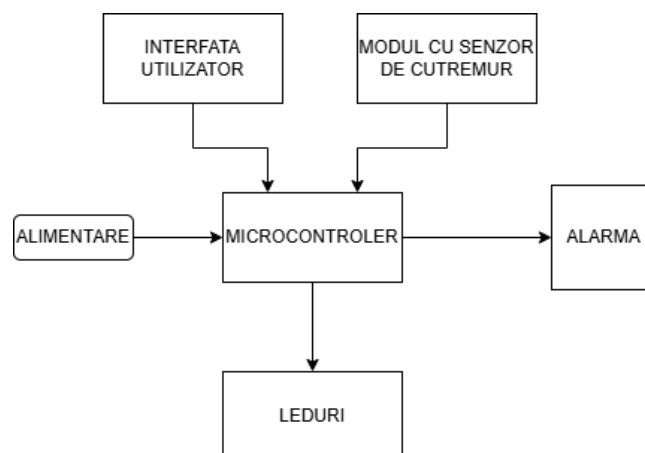 INTERFATA
UTILIZATOR
MODUL CU SENZOR
DE CUTREMUR
ALIMENTARE
MICROCONTROLER
ALARMA
LEDURI